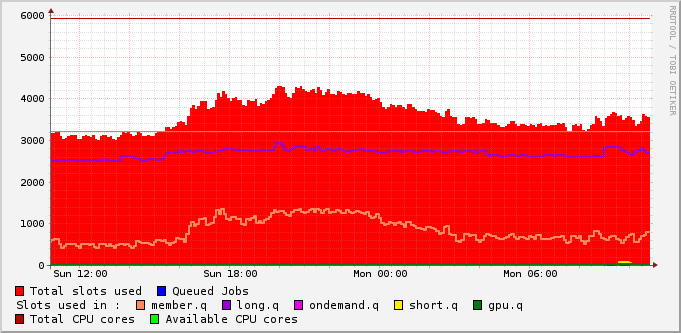 RRDTOOL / TOBI OETIKER
6000
5000
4000
3000
2000
1000
0
Sun 12:00 Sun 18:00 Mon 00:00 Mon 06:00
Total slots used Queued Jobs
Slots used in : member.q long.q ondemand.q short.q gpu.q
Total CPU cores Available CPU cores